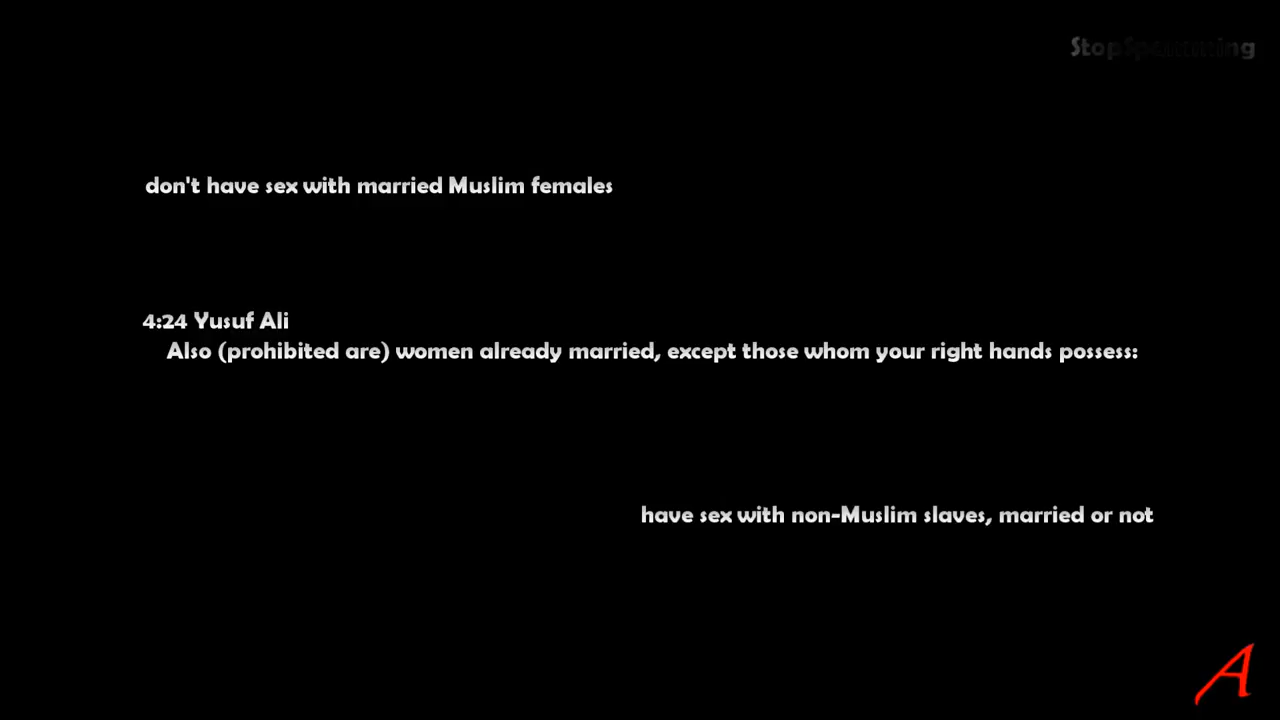 Stop
don't have sex with married Muslim females
4:24 Yusuf Ali
Also (prohibited are) women already married, except those whom your right hands possess:
have sex with non-Muslim slaves, married or not
A